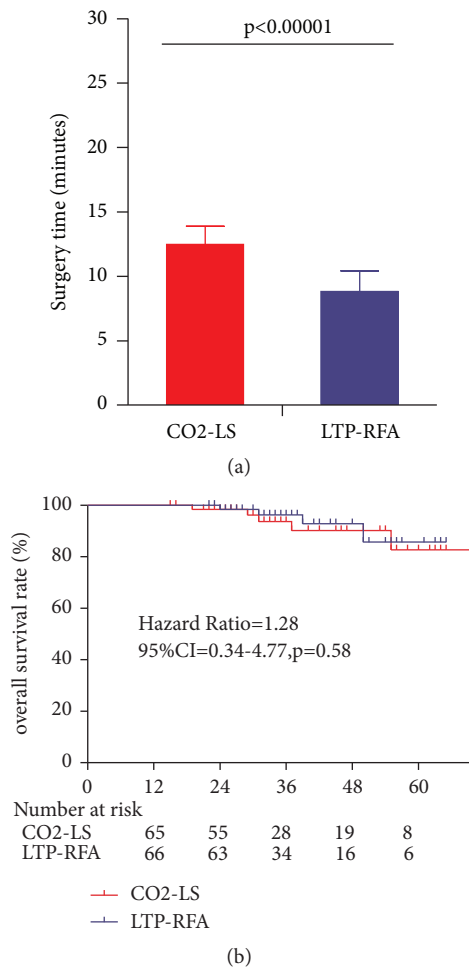 p<0.00001
30
25
20
15
10
5
0
Surgery time (minutes)
CO2-LS LTP-RFA
(a)
100
80
60
40
20
0
overall survival rate (%)
Hazard Ratio=1.28
95%CI=0.34-4.77,p=0.58
0 12 24 36 48 60
Number at risk
CO2-LS 65 55 28 19 8
LTP-RFA 66 63 34 16 6
CO2-LS
LTP-RFA
(b)